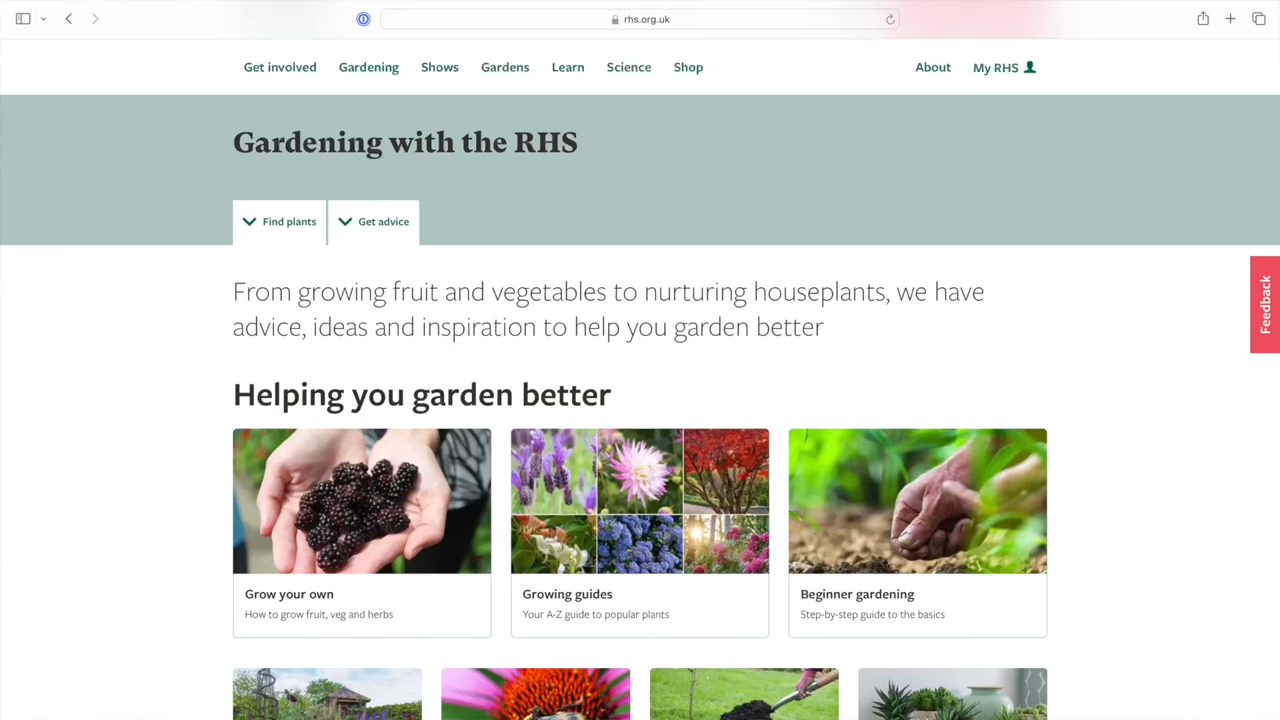 rhs.org.uk
Get involved Gardening Shows Gardens Learn Science Shop About My RHS
Gardening with the RHS
Find plants Get advice
Feedback
From growing fruit and vegetables to nurturing houseplants, we have
advice, ideas and inspiration to help you garden better
Helping you garden better
Grow your own
How to grow fruit, veg and herbs
Growing guides
Your A-Z guide to popular plants
Beginner gardening
Step-by-step guide to the basics